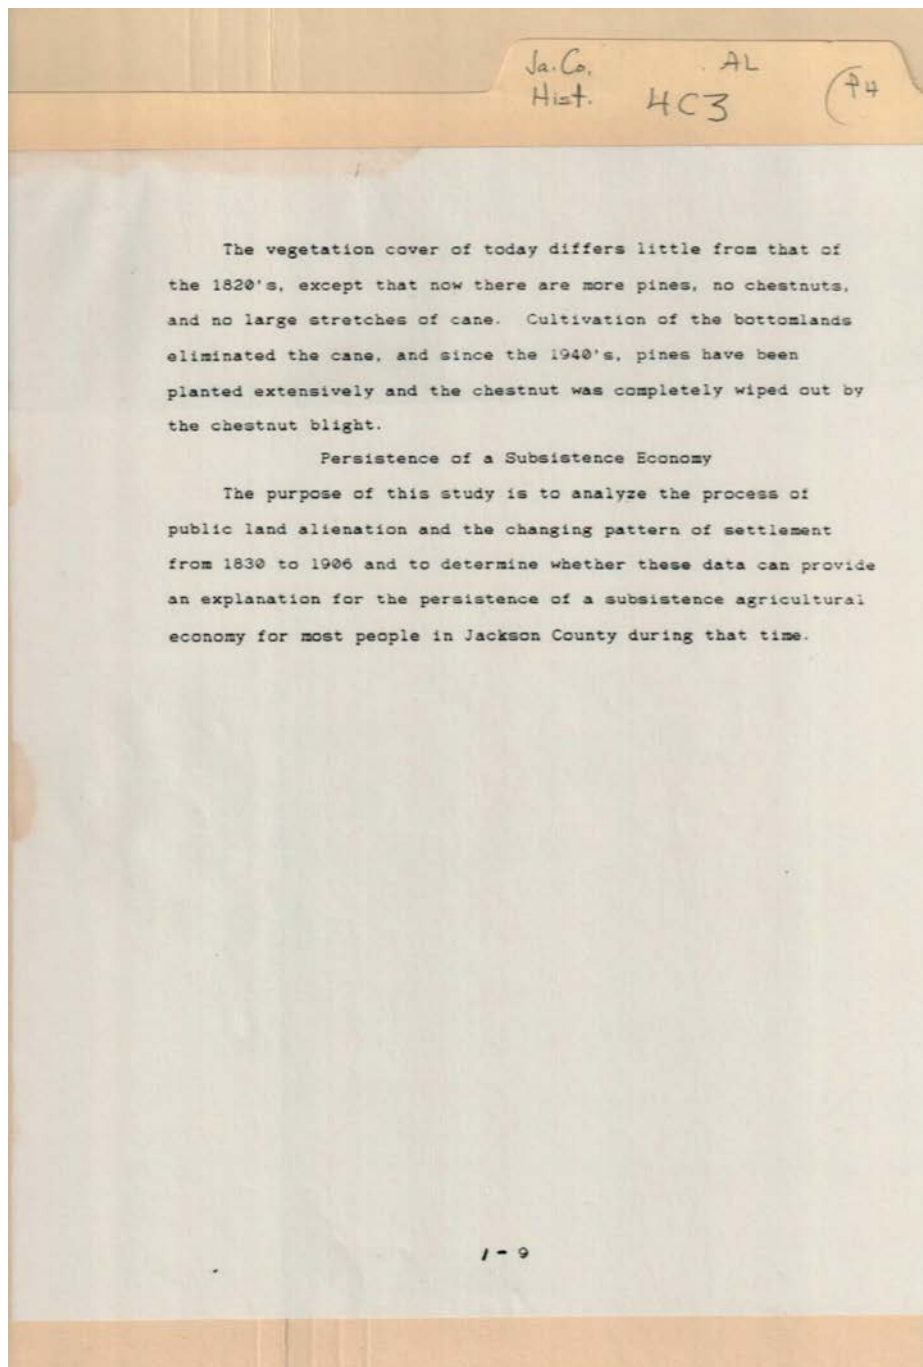 Ja. Co. AL
Hist. 4C3 P4
The vegetation cover of today differs little from that of
the 1820's, except that now there are more pines, no chestnuts,
and no large stretches of cane. Cultivation of the bottomlands
eliminated the cane, and since the 1940's, pines have been
planted extensively and the chestnut was completely wiped out by
the chestnut blight.
Persistence of a Subsistence Economy
The purpose of this study is to analyze the process of
public land alienation and the changing pattern of settlement
from 1830 to 1906 and to determine whether these data can provide
an explanation for the persistence of a subsistence agricultural
economy for most people in Jackson County during that time.
1-9